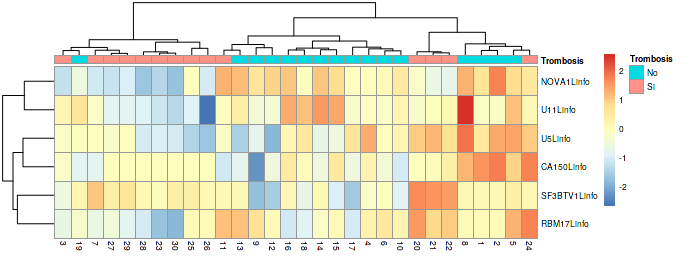 Trombosis
Trombosis
No
Si
NOVA1Linfo
U11Linfo
U5Linfo
CA150Linfo
SF3BTV1Linfo
RBM17Linfo
2
1
0
-1
-2
3 19 7 27 29 28 23 30 25 26 11 13 9 12 16 18 14 15 17 4 6 10 20 21 22 8 1 2 5 24